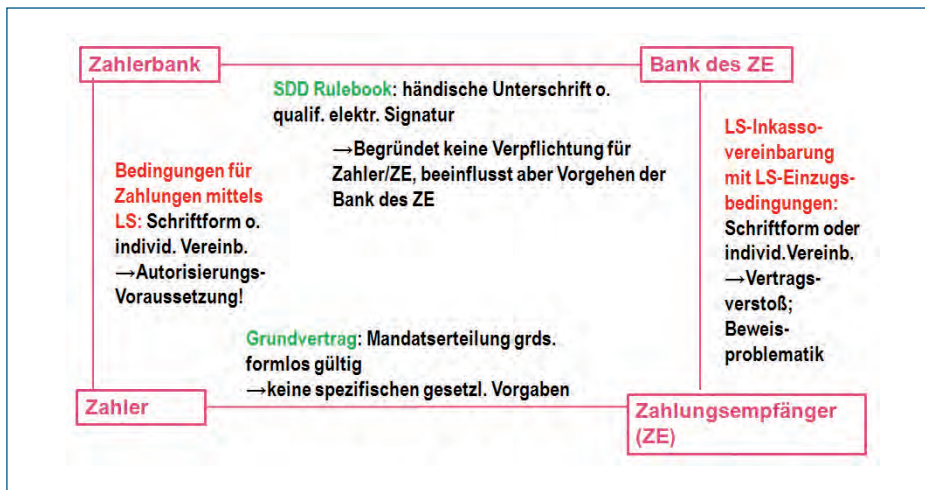 Zahlerbank
Bank des ZE
SDD Rulebook: händische Unterschrift o.
qualif. elektr. Signatur
→Begründet keine Verpflichtung für
Zahler/ZE, beeinflusst aber Vorgehen der
Bank des ZE
Bedingungen für
Zahlungen mittels
LS: Schriftform o.
individ. Vereinb.
→Autorisierungs-
Voraussetzung!
LS-Inkasso-
vereinbarung
mit LS-Einzugs-
bedingungen:
Schriftform oder
individ.Vereinb.
→Vertrags-
verstoß;
Beweis-
problematik
Grundvertrag: Mandatserteilung grds.
formlos gültig
→keine spezifischen gesetzl. Vorgaben
Zahler
Zahlungsempfänger
(ZE)